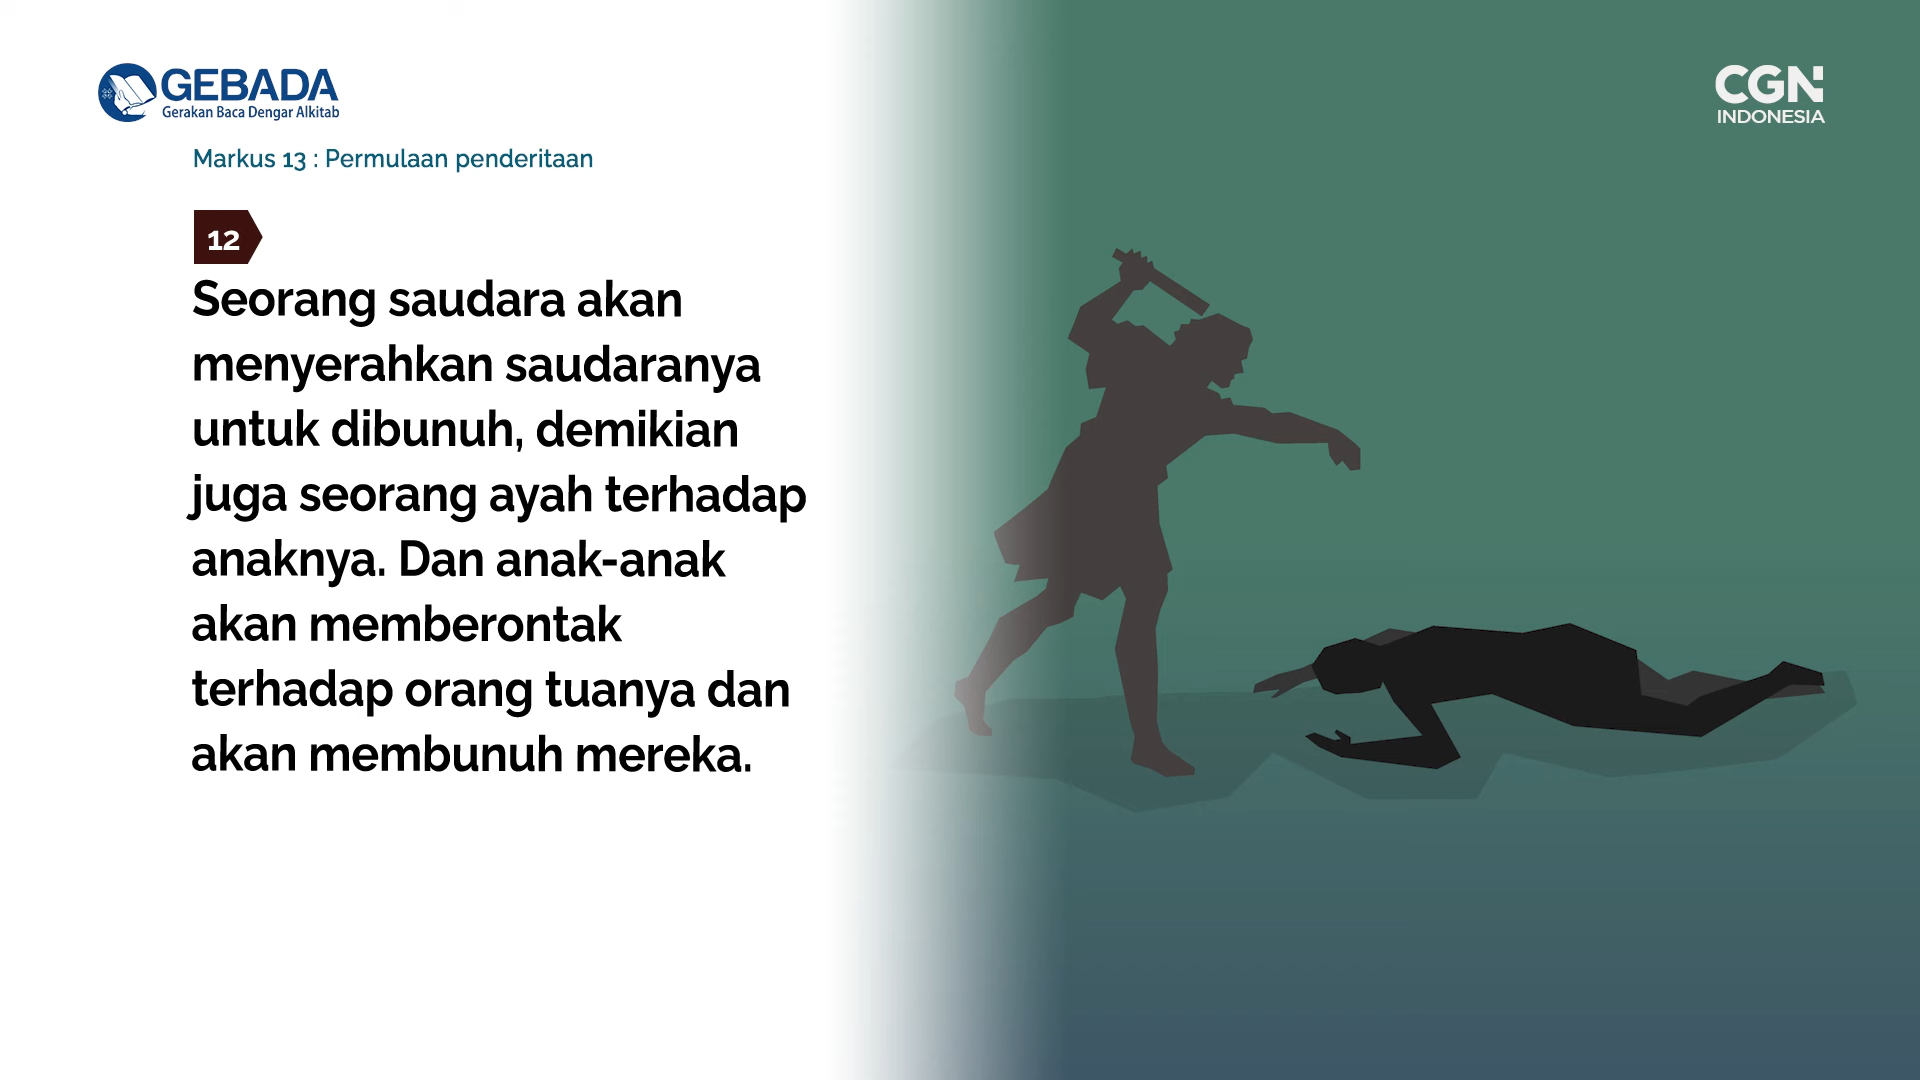 GEBADA
Gerakan Baca Dengar Alkitab
CGN
INDONESIA
Markus 13 : Permulaan penderitaan
12
Seorang saudara akan
menyerahkan saudaranya
untuk dibunuh, demikian
juga seorang ayah terhadap
anaknya. Dan anak-anak
akan memberontak
terhadap orang tuanya dan
akan membunuh mereka.